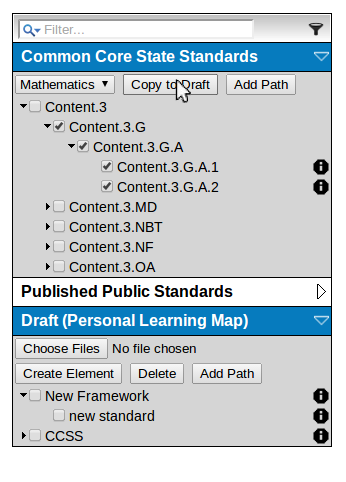 Filter...
Common Core State Standards
Mathematics Copy to Draft Add Path
Content.3
Content.3.G
Content.3.G.A
Content.3.G.A.1
Content.3.G.A.2
Content.3.MD
Content.3.NBT
Content.3.NF
Content.3.OA
Published Public Standards
Draft (Personal Learning Map)
Choose Files No file chosen
Create Element Delete Add Path
New Framework
new standard
CCSS